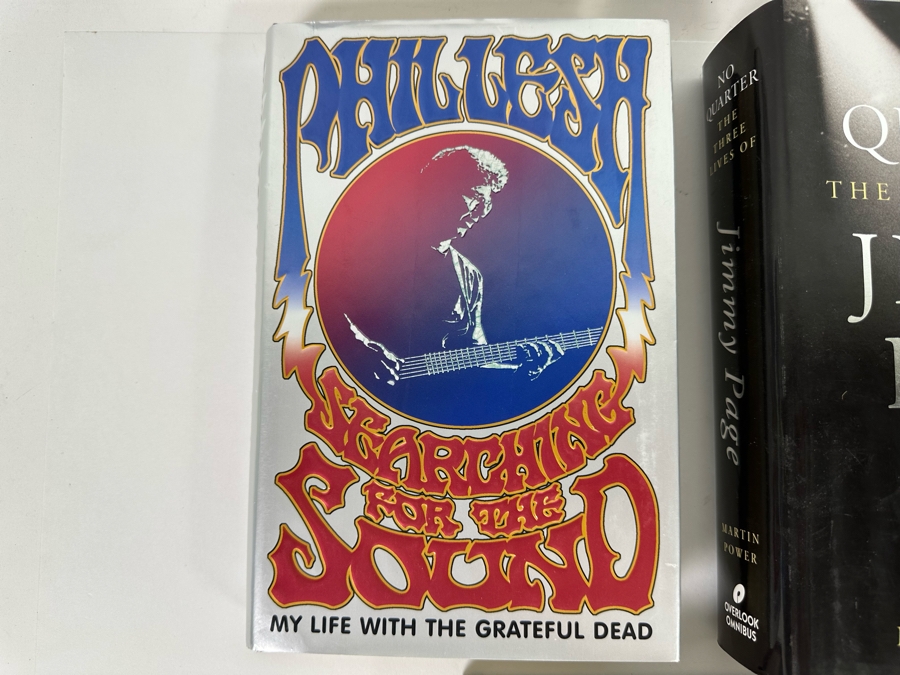 PHIL LESH
SEARCHING
FOR THE
SOUND
MY LIFE WITH THE GRATEFUL DEAD
NO
QUARTER
THE
THREE
LIVES OF
Jimmy Page
MARTIN
POWER
OVERLOOK
OMNIBUS
THE